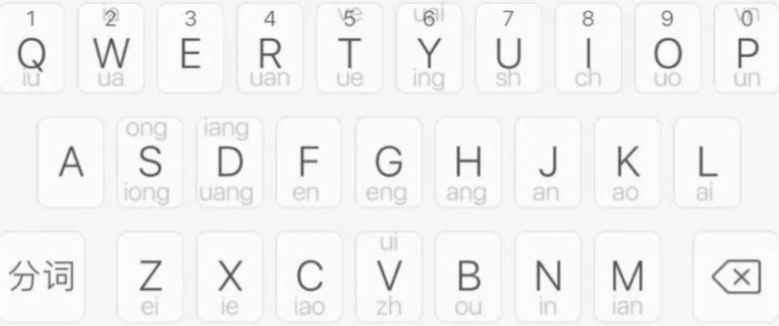 1 2 3 4 5 6 7 8 9 0
ia ve uai vn
Q W E R T Y U I O P
iu ua uan ue ing sh ch uo un
ong iang
A S D F G H J K L
iong uang en eng ang an ao ai
ui
分词 Z X C V B N M
ei ie iao zh ou in ian